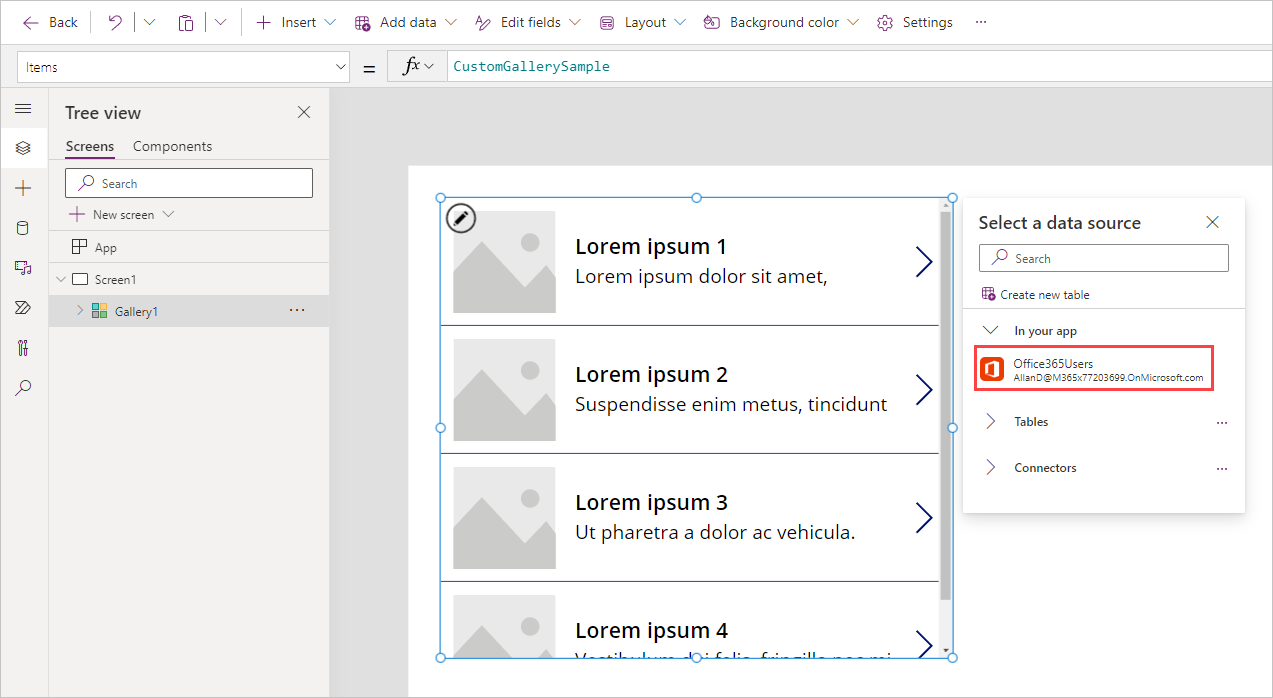 Back
Insert
Add data
Edit fields
Layout
Background color
Settings
...
Items
=
fx
CustomGallerySample
Tree view
Screens
Components
Search
New screen
App
Screen1
Gallery1
...
Lorem ipsum 1
Lorem ipsum dolor sit amet,
Lorem ipsum 2
Suspendisse enim metus, tincidunt
Lorem ipsum 3
Ut pharetra a dolor ac vehicula.
Lorem ipsum 4
Select a data source
Search
Create new table
In your app
Office365Users
AllanD@M365x77203699.OnMicrosoft.com
Tables
...
Connectors
...